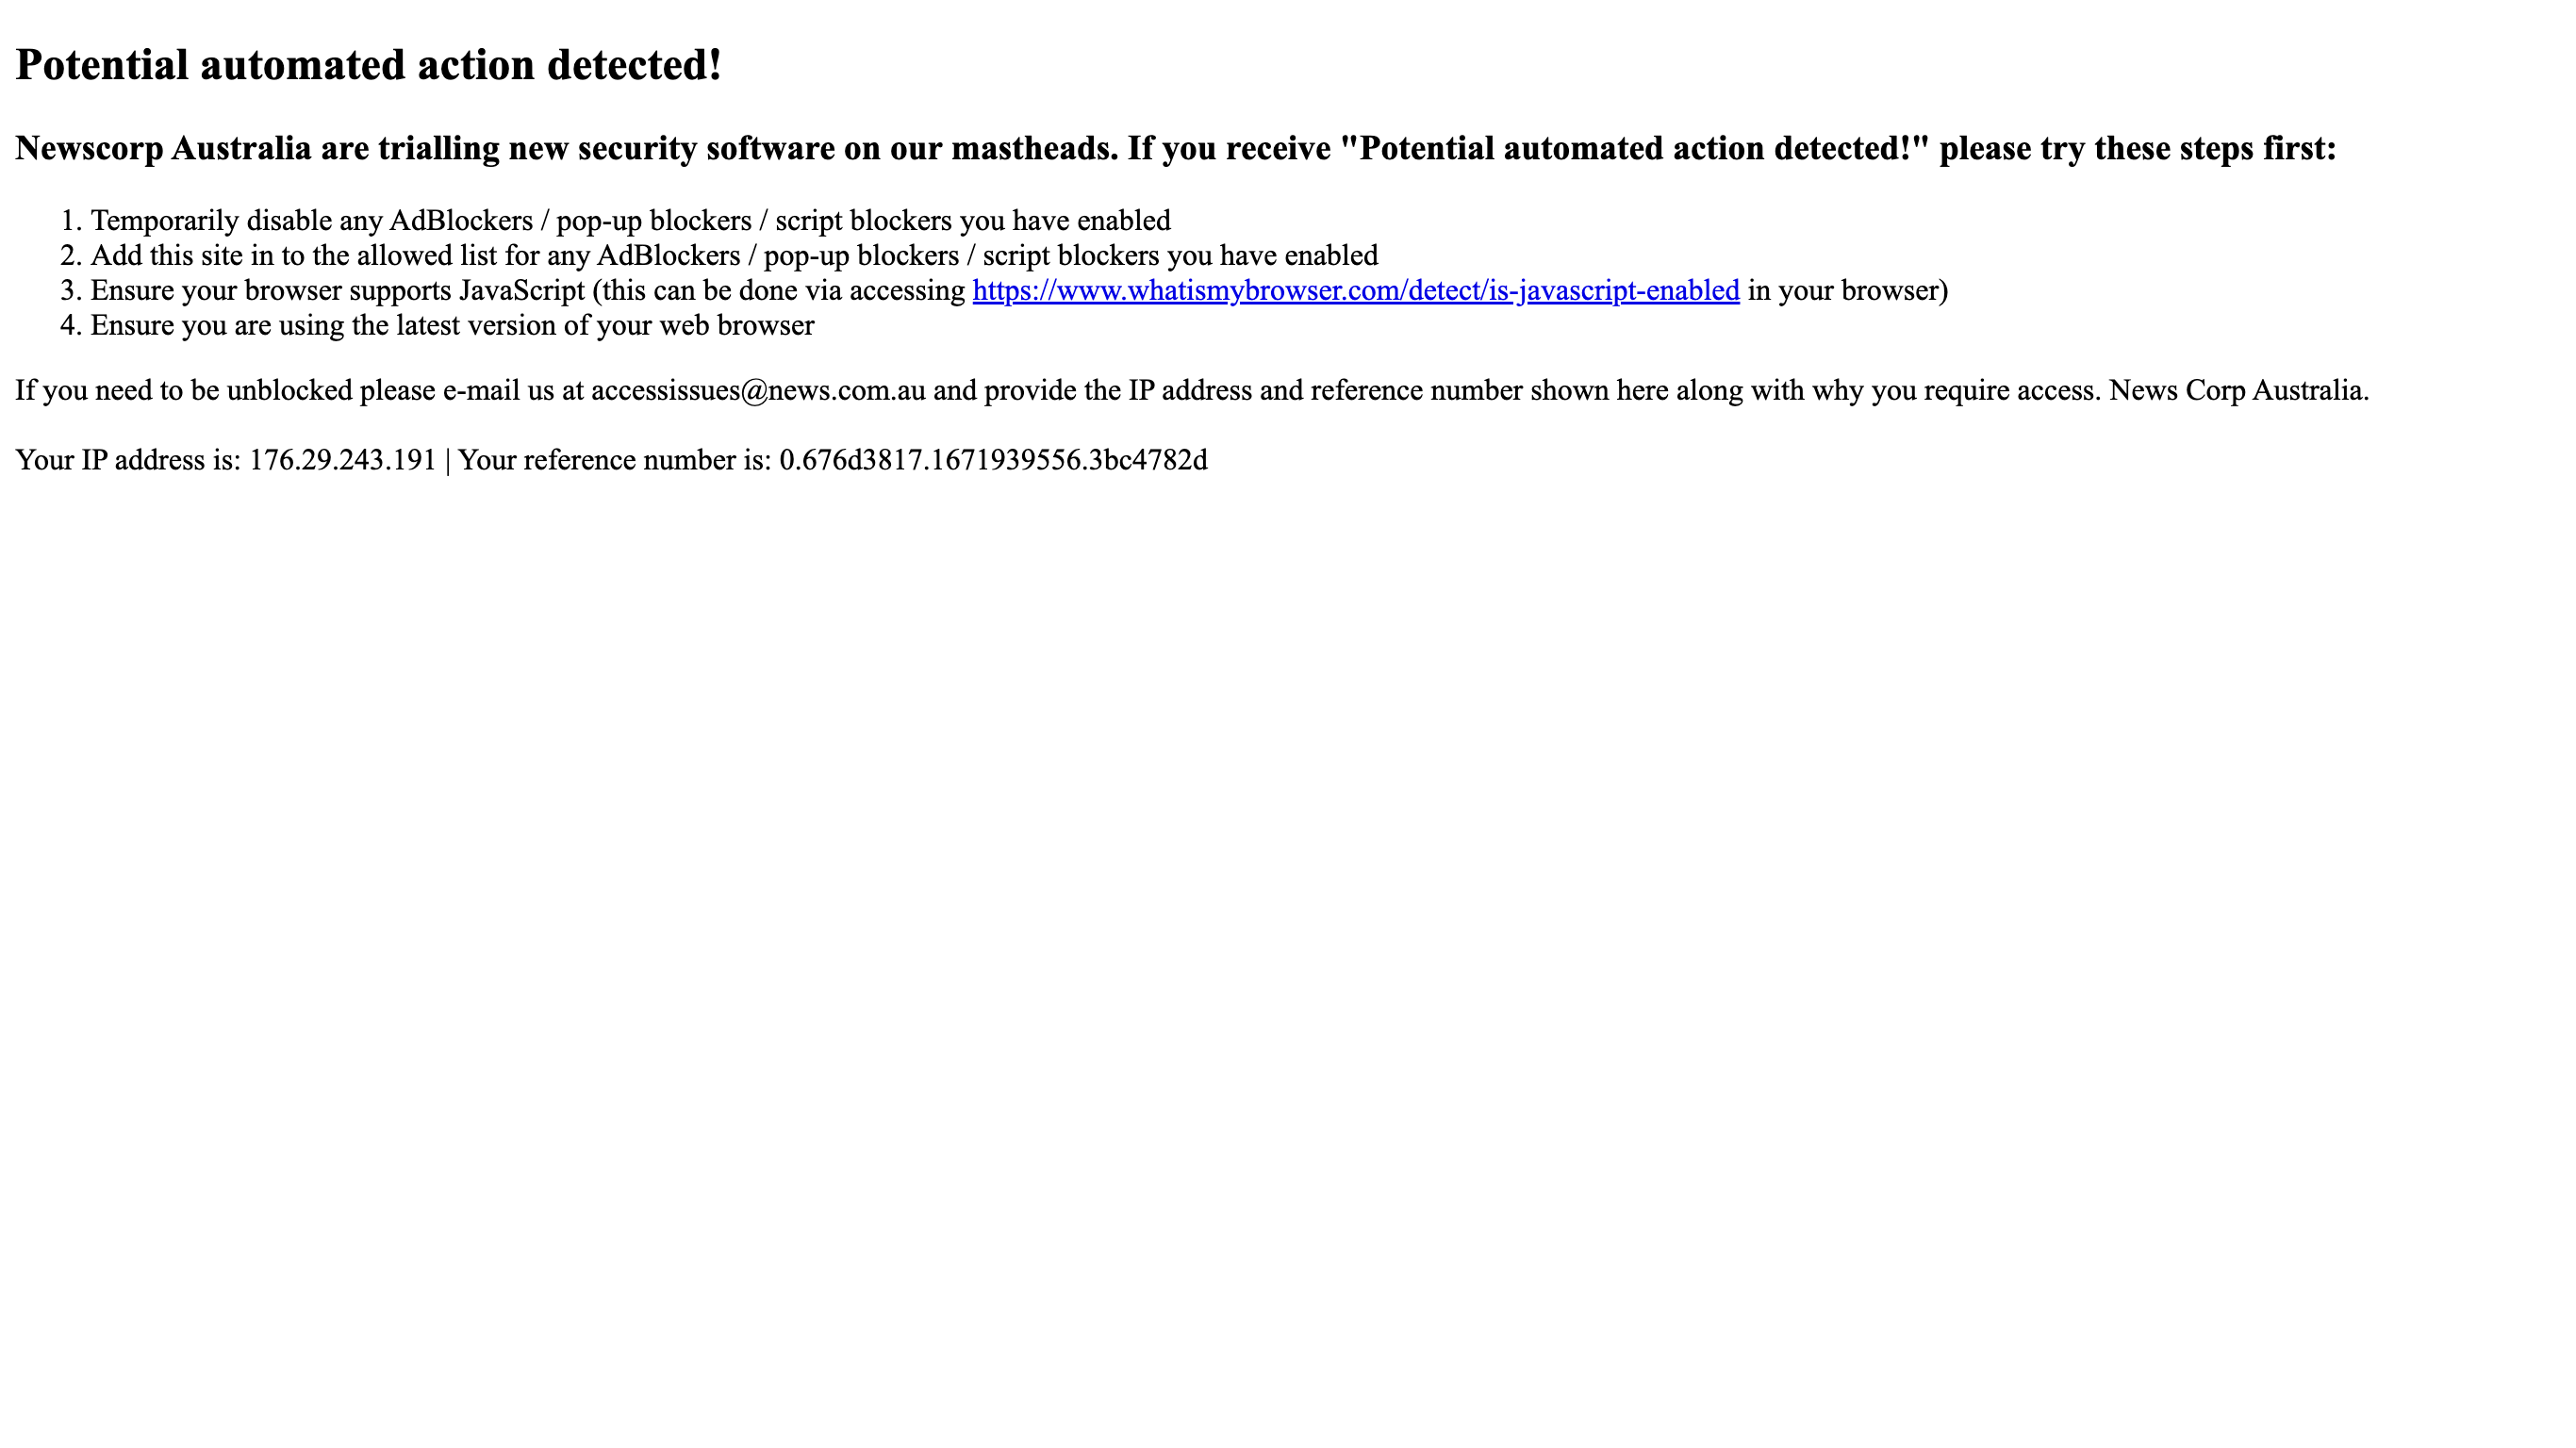 Potential automated action detected!
Newscorp Australia are trialling new security software on our mastheads. If you receive "Potential automated action detected!" please try these steps first:
1. Temporarily disable any AdBlockers / pop-up blockers / script blockers you have enabled
2. Add this site in to the allowed list for any AdBlockers / pop-up blockers / script blockers you have enabled
3. Ensure your browser supports JavaScript (this can be done via accessing https://www.whatismybrowser.com/detect/is-javascript-enabled in your browser)
4. Ensure you are using the latest version of your web browser
If you need to be unblocked please e-mail us at accessissues@news.com.au and provide the IP address and reference number shown here along with why you require access. News Corp Australia.
Your IP address is: 176.29.243.191 | Your reference number is: 0.676d3817.1671939556.3bc4782d